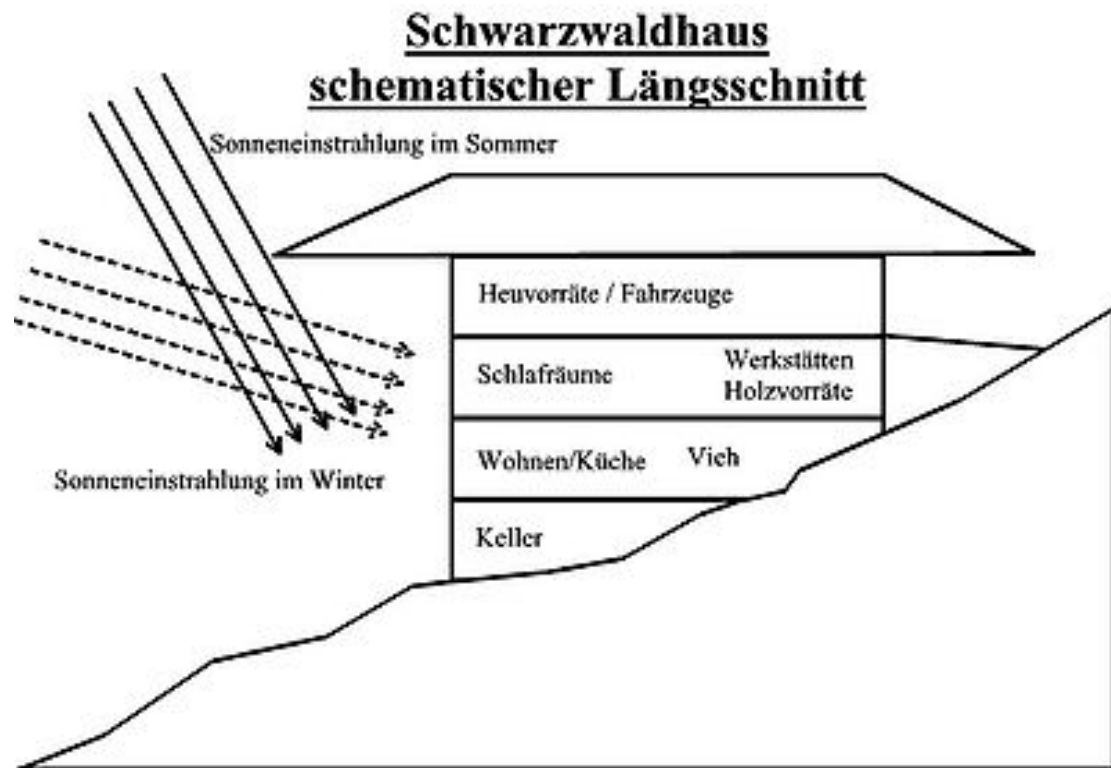 Schwarzwaldhaus
schematischer Längsschnitt
Sonneneinstrahlung im Sommer
Heuvorräte / Fahrzeuge
Schlafräume
Werkstätten
Holzvorräte
Wohnen/Küche
Vieh
Sonneneinstrahlung im Winter
Keller